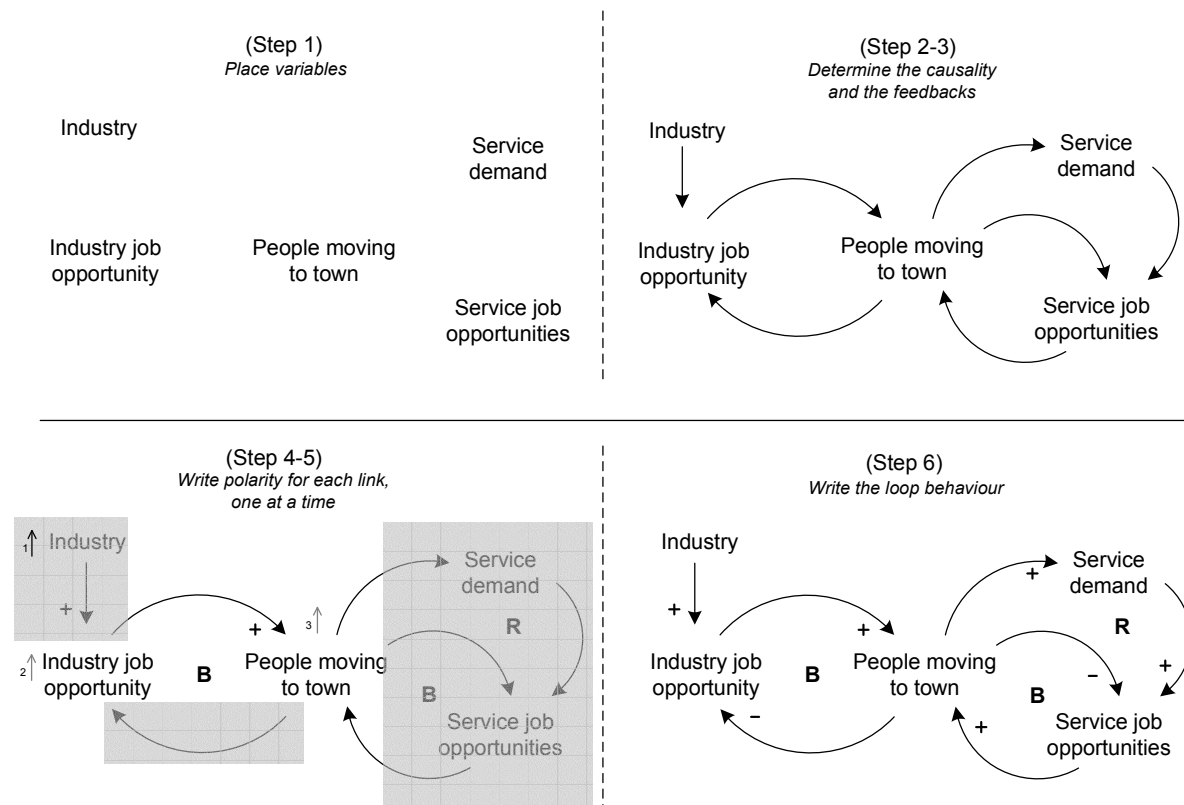 (Step 1)
Place variables
Industry
Service
demand
Industry job
opportunity
People moving
to town
Service job
opportunities
(Step 2-3)
Determine the causality
and the feedbacks
Industry
Service
demand
Industry job
opportunity
People moving
to town
Service job
opportunities
(Step 4-5)
Write polarity for each link,
one at a time
1
Industry
+
Service
demand
+
3
R
2
Industry job
opportunity
B
People moving
to town
B
Service job
opportunities
(Step 6)
Write the loop behaviour
Industry
+
Service
demand
+
+
R
Industry job
opportunity
B
People moving
to town
+
–
B
–
+
Service job
opportunities